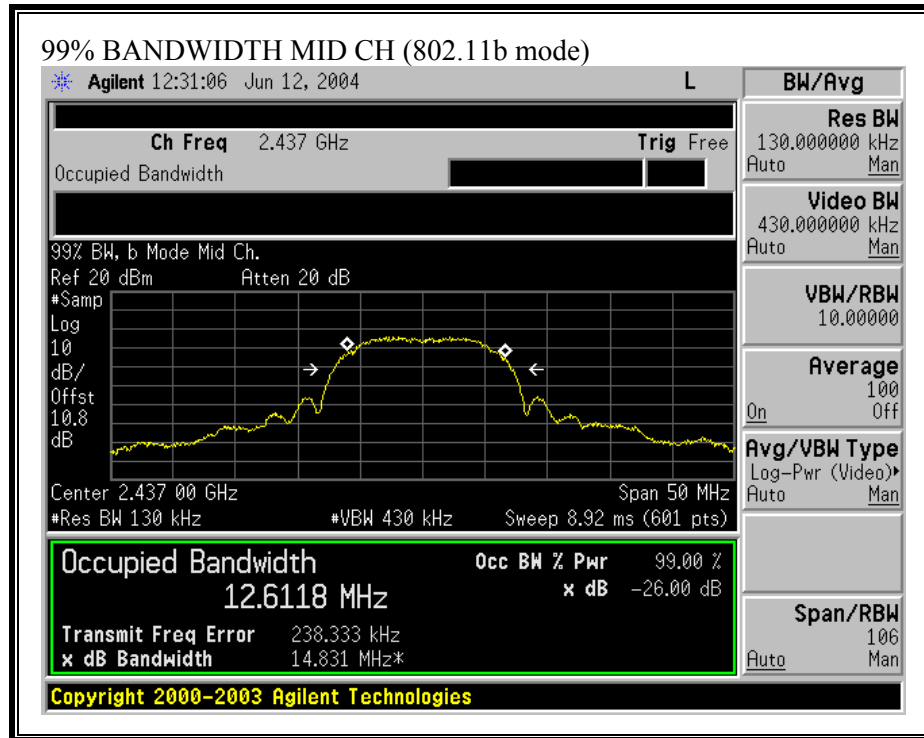 99% BANDWIDTH MID CH (802.11b mode)
Agilent 12:31:06 Jun 12, 2004 L
BW/Avg
Ch Freq 2.437 GHz Trig Free
Occupied Bandwidth
Res BW
130.000000 kHz
Auto Man
Video BW
430.000000 kHz
Auto Man
VBW/RBW
10.00000
Average
100
On Off
Avg/VBW Type
Log-Pwr (Video)
Auto Man
Span/RBW
106
Auto Man
99% BW, b Mode Mid Ch.
Ref 20 dBm Atten 20 dB
#Samp
Log
10
dB/
Offst
10.8
dB
Center 2.437 00 GHz Span 50 MHz
#Res BW 130 kHz #VBW 430 kHz Sweep 8.92 ms (601 pts)
Occupied Bandwidth Occ BW % Pwr 99.00 %
12.6118 MHz x dB -26.00 dB
Transmit Freq Error 238.333 kHz
x dB Bandwidth 14.831 MHz*
Copyright 2000-2003 Agilent Technologies